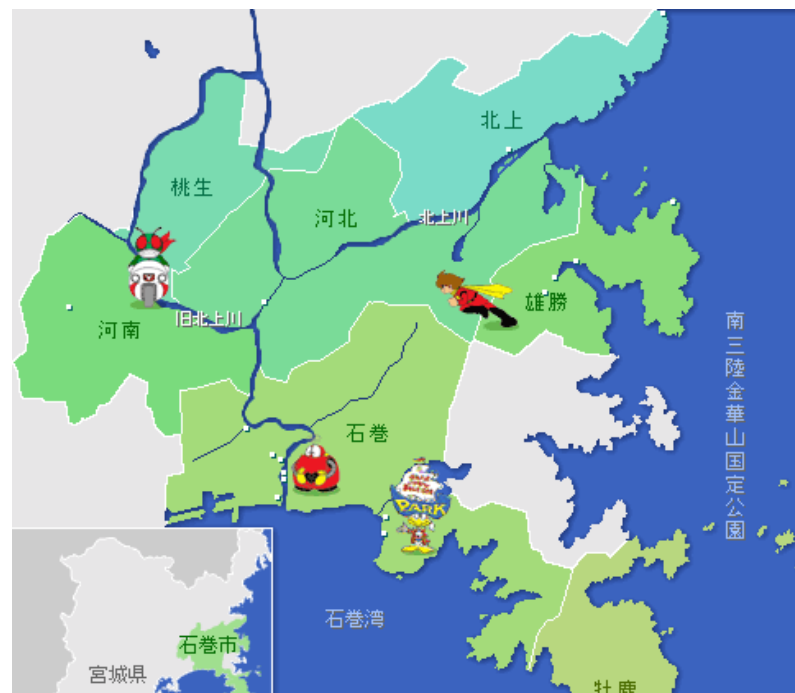 北上
桃生
河北
北上川
雄勝
旧北上川
河南
南三陸金華山国定公園
石巻
PARK
石巻湾
石巻市
宮城県
牡鹿